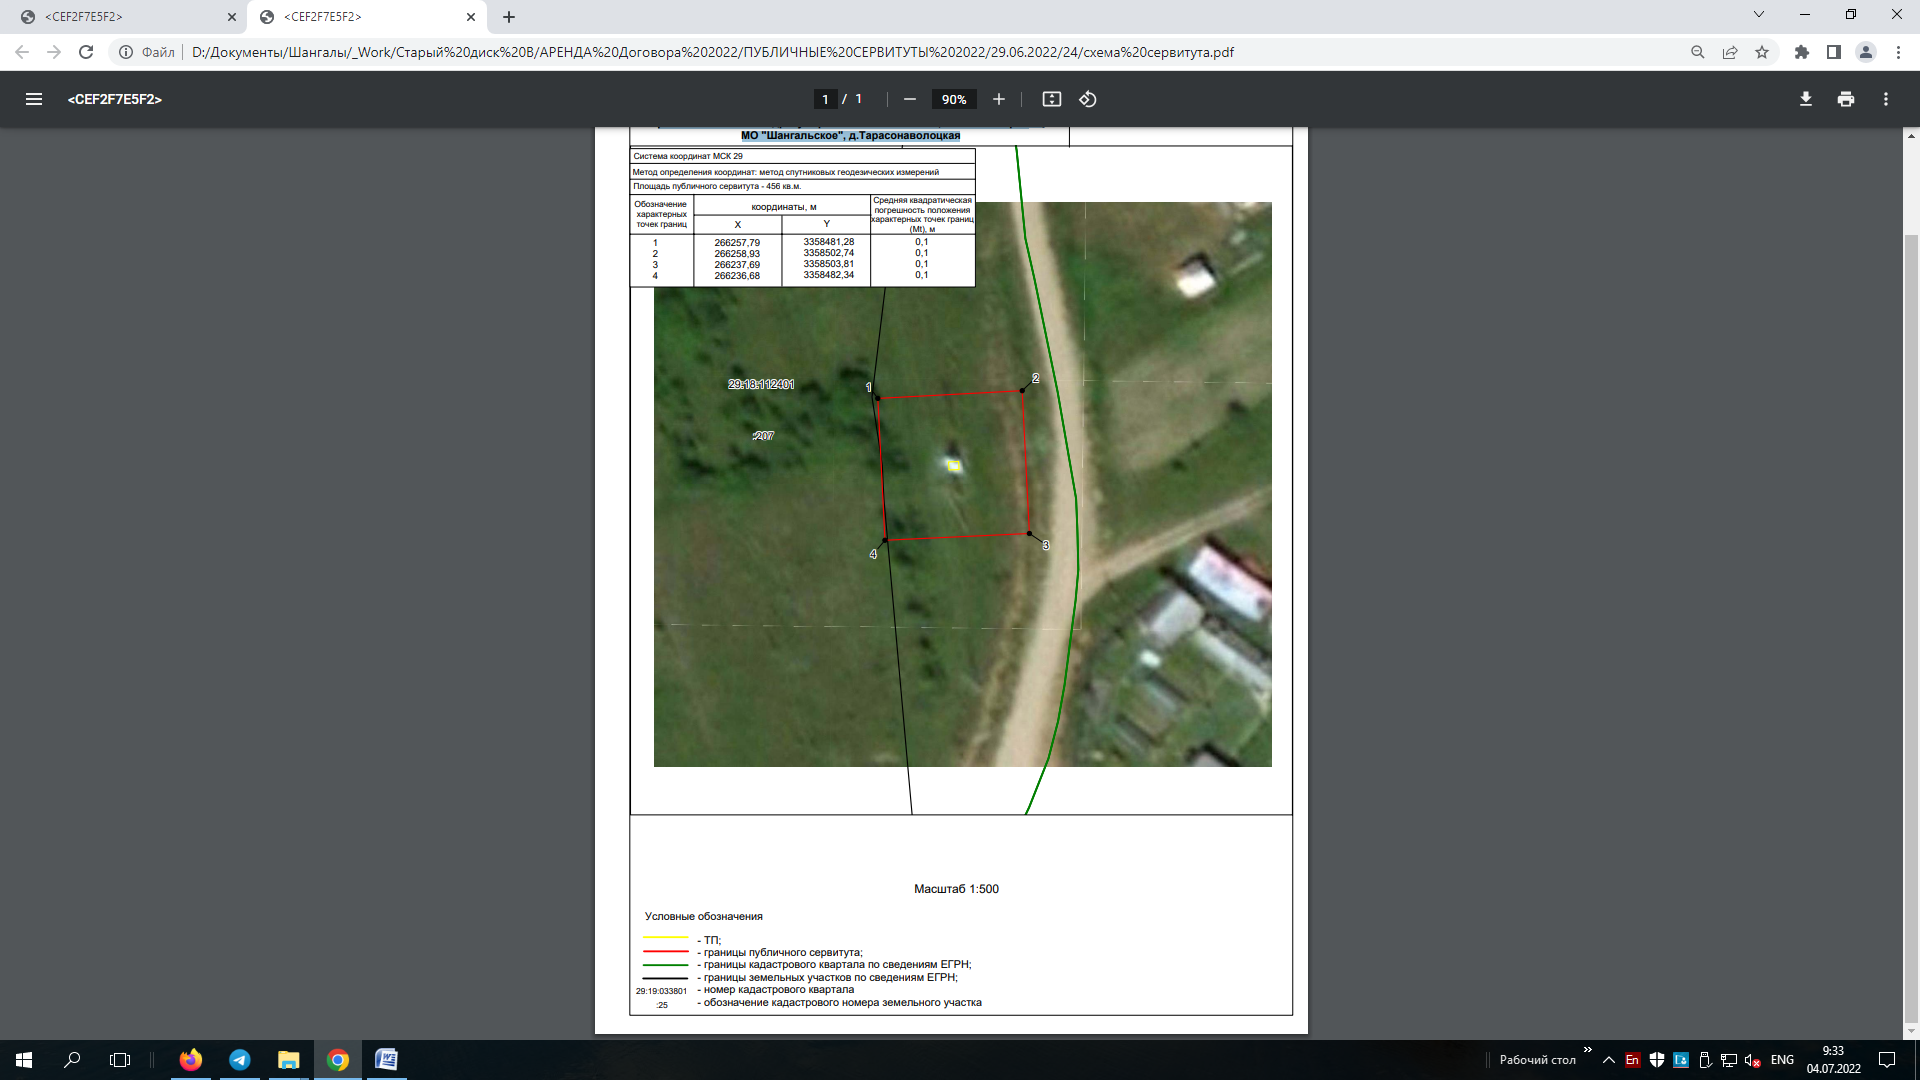 <CEF2F7E5F2>
<CEF2F7E5F2>
Файл
D:/Документы/Шангалы/_Work/Старый%20диск%20В/АРЕНДА%20Договора%202022/ПУБЛИЧНЫЕ%20СЕРВИТУТЫ%202022/29.06.2022/24/схема%20сервитута.pdf
<CEF2F7E5F2>
1 / 1
90%
МО "Шангальское", д.Тарасонаволоцкая
Система координат МСК 29
Метод определения координат: метод спутниковых геодезических измерений
Площадь публичного сервитута - 456 кв.м.
Обозначение характерных точек границ
координаты, м
X
Y
Средняя квадратическая погрешность положения характерных точек границ (Mt), м
1 266257,79 3358481,28 0,1
2 266258,93 3358502,74 0,1
3 266237,69 3358503,81 0,1
4 266236,68 3358482,34 0,1
29:18:112401
:207
1
2
3
4
Масштаб 1:500
Условные обозначения
- ТП;
- границы публичного сервитута;
- границы кадастрового квартала по сведениям ЕГРН;
- границы земельных участков по сведениям ЕГРН;
29:19:033801 - номер кадастрового квартала
:25 - обозначение кадастрового номера земельного участка
Рабочий стол
En
ENG
9:33
04.07.2022